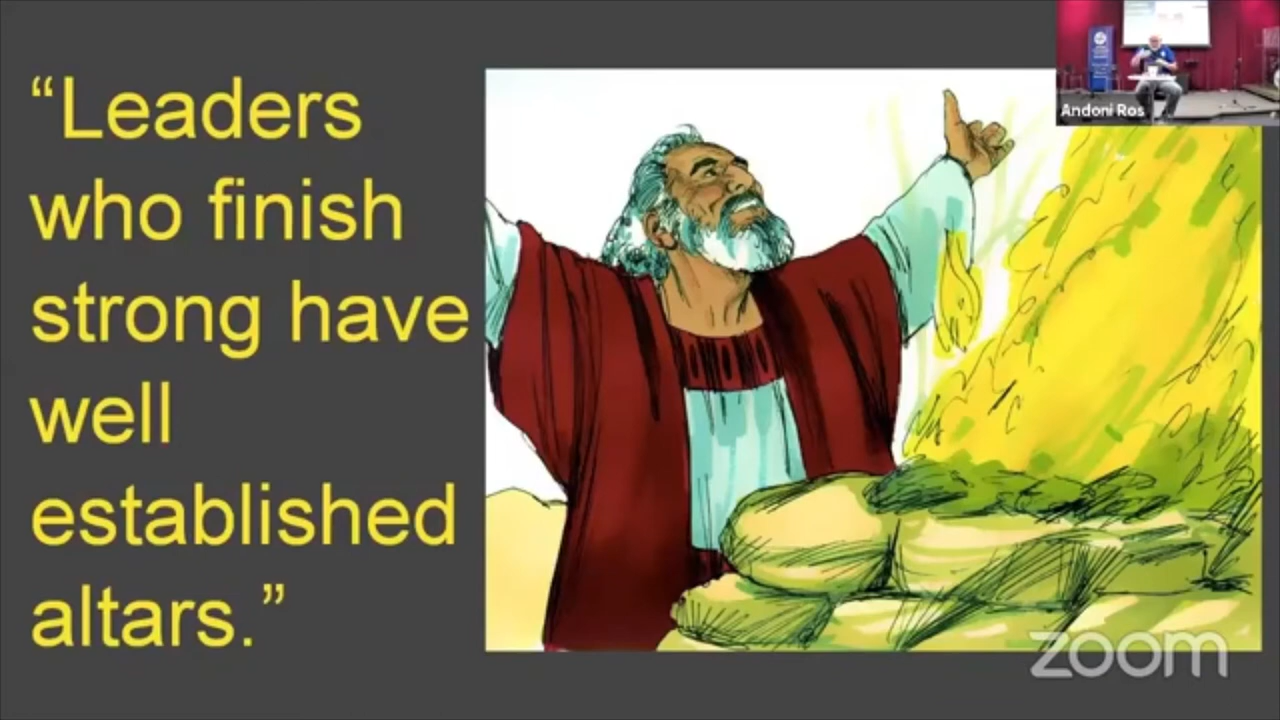 “Leaders
who finish
strong have
well
established
altars.”
Andoni Ros
zoom